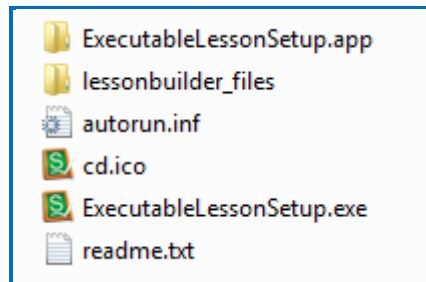 ExecutableLessonSetup.app
lessonbuilder_files
autorun.inf
cd.ico
ExecutableLessonSetup.exe
readme.txt